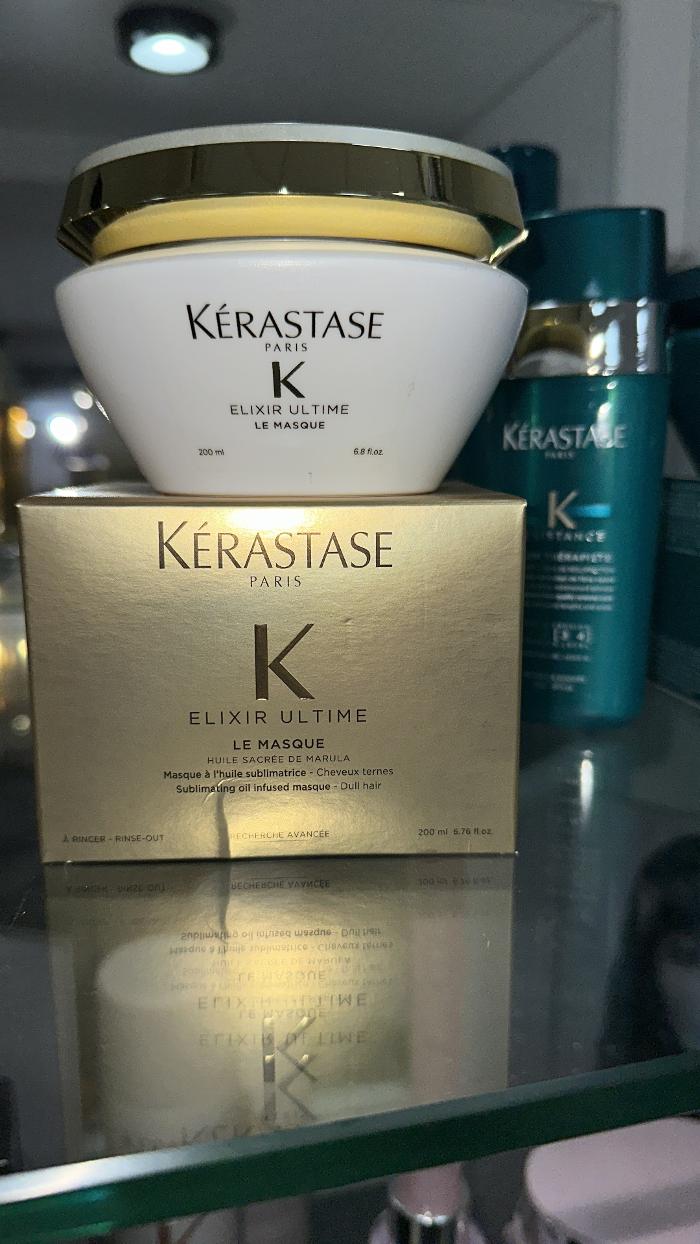 KÉRASTASE
PARIS
K
ELIXIR ULTIME
LE MASQUE
200 ml 6.8 fl.oz.
KÉRASTASE
PARIS
K
ELIXIR ULTIME
LE MASQUE
HUILE SACRÉE DE MARULA
Masque à l'huile sublimatrice - Cheveux ternes
Sublimating oil infused masque - Dull hair
À RINCER - RINSE-OUT RECHERCHE AVANCÉE 200 ml 6.76 fl.oz.
KÉRASTASE
PARIS
K